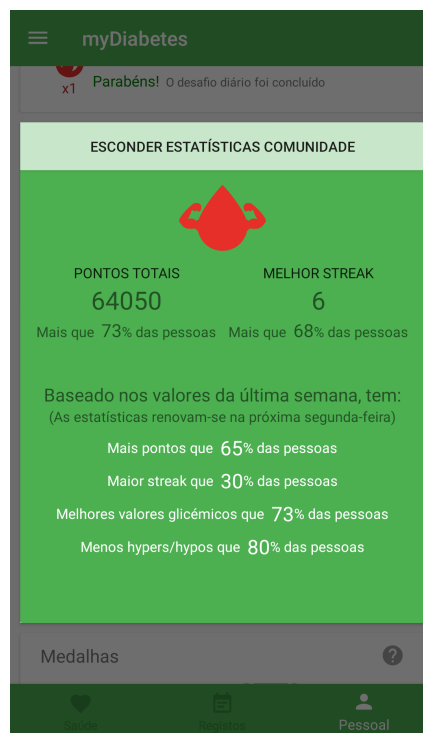 myDiabetes
x1
Parabéns! O desafio diário foi concluído
ESCONDER ESTATÍSTICAS COMUNIDADE
PONTOS TOTAIS MELHOR STREAK
64050 6
Mais que 73% das pessoas Mais que 68% das pessoas
Baseado nos valores da última semana, tem:
(As estatísticas renovam-se na próxima segunda-feira)
Mais pontos que 65% das pessoas
Maior streak que 30% das pessoas
Melhores valores glicémicos que 73% das pessoas
Menos hypers/hypos que 80% das pessoas
Medalhas ?
Saúde Registos Pessoal